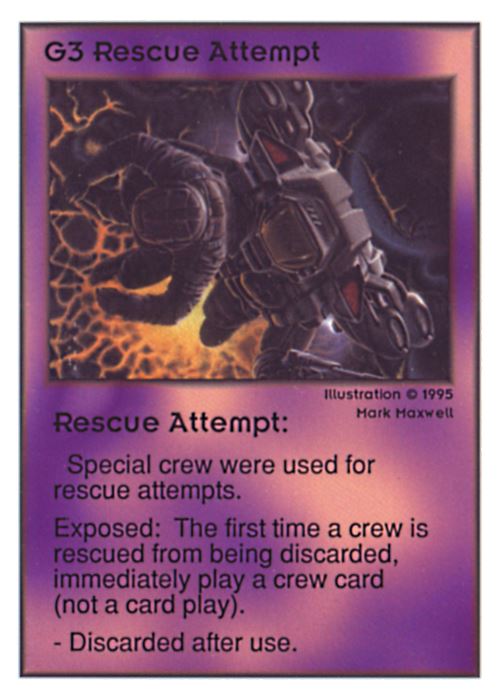 G3 Rescue Attempt
Illustration © 1995
Mark Maxwell
Rescue Attempt:
Special crew were used for
rescue attempts.
Exposed: The first time a crew is
rescued from being discarded,
immediately play a crew card
(not a card play).
- Discarded after use.